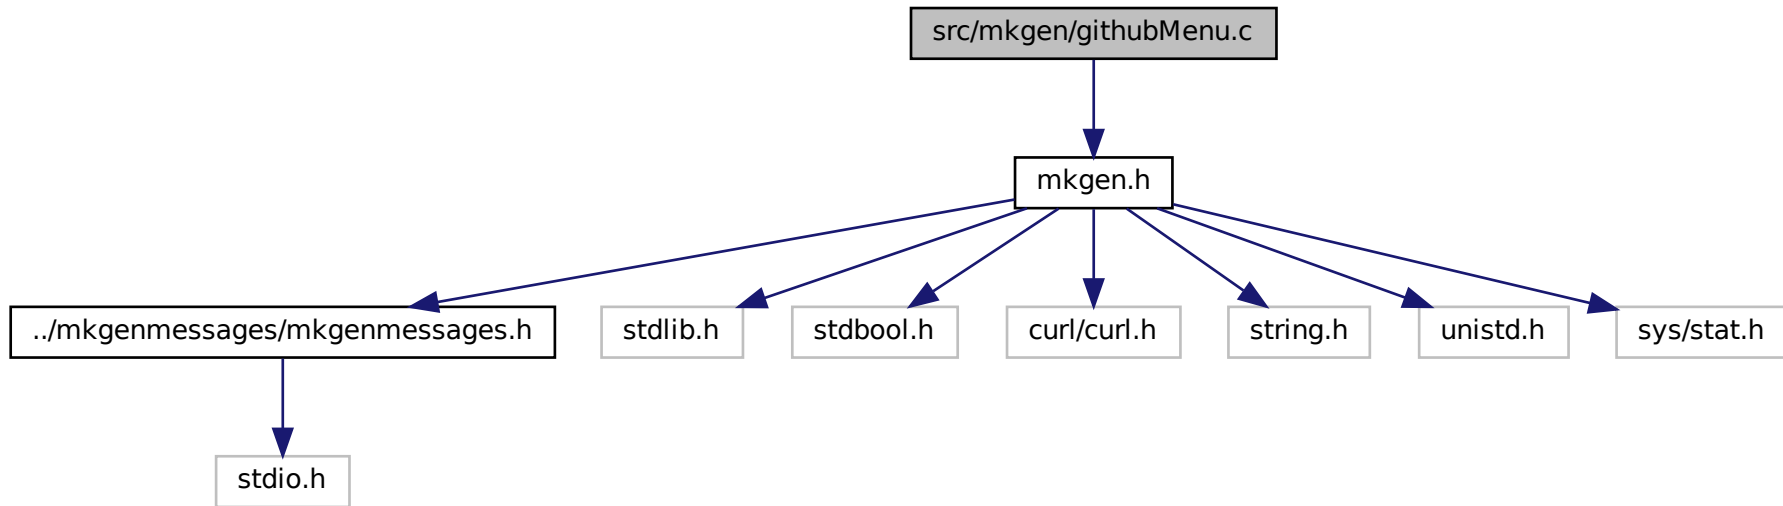 src/mkgen/githubMenu.c
mkgen.h
../mkgenmessages/mkgenmessages.h
stdlib.h
stdbool.h
curl/curl.h
string.h
unistd.h
sys/stat.h
stdio.h